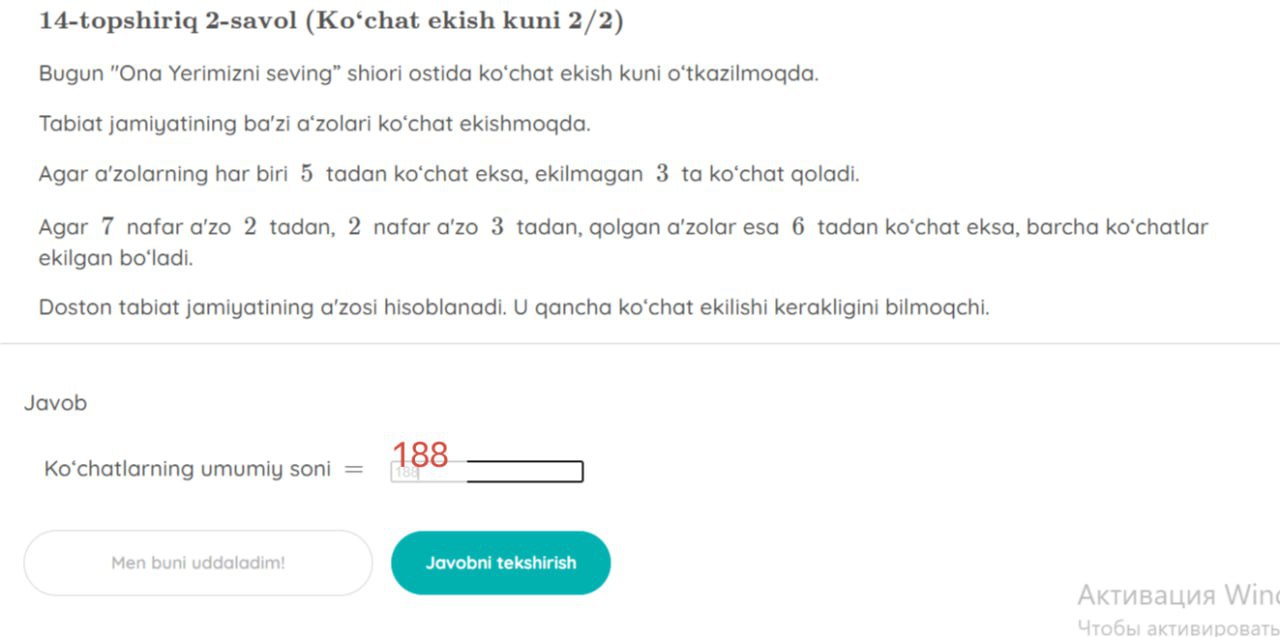 14-topshiriq 2-savol (Ko‘chat ekish kuni 2/2)
Bugun "Ona Yerimizni seving” shiori ostida ko‘chat ekish kuni o‘tkazilmoqda.
Tabiat jamiyatining ba'zi a‘zolari ko‘chat ekishmoqda.
Agar a'zolarning har biri 5 tadan ko‘chat eksa, ekilmagan 3 ta ko‘chat qoladi.
Agar 7 nafar a'zo 2 tadan, 2 nafar a'zo 3 tadan, qolgan a'zolar esa 6 tadan ko‘chat eksa, barcha ko‘chatlar
ekilgan bo‘ladi.
Doston tabiat jamiyatining a'zosi hisoblanadi. U qancha ko‘chat ekilishi kerakligini bilmoqchi.
Javob
188
Ko‘chatlarning umumiy soni = 188
Men buni uddaladim! Javobni tekshirish
Активация Wind
Чтобы активировать